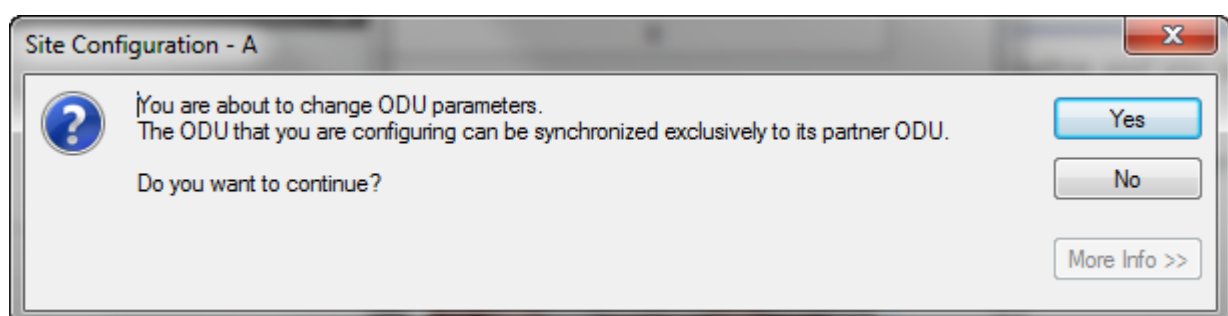 Site Configuration - A
You are about to change ODU parameters.
The ODU that you are configuring can be synchronized exclusively to its partner ODU.
Do you want to continue?
Yes
No
More Info >>